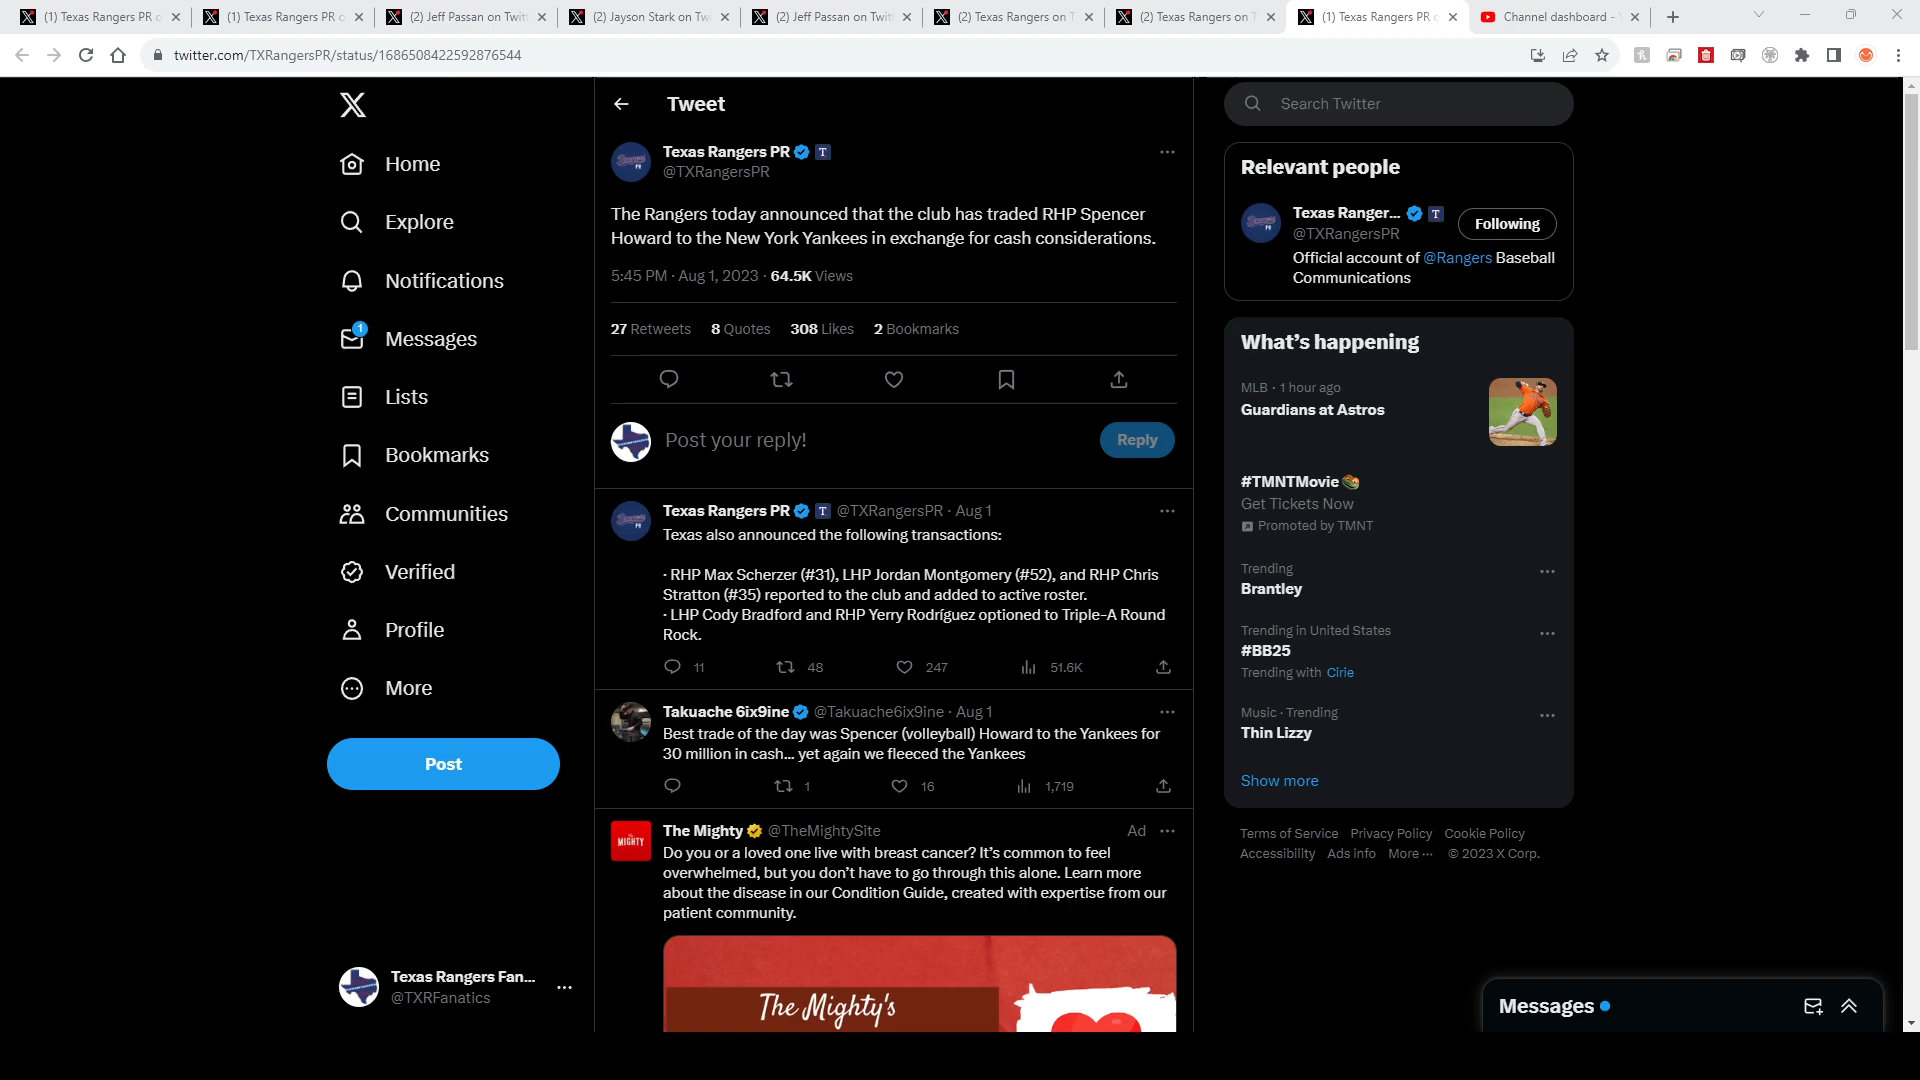 (1) Texas Rangers PR o
(1) Texas Rangers PR o
(2) Jeff Passan on Twitt
(2) Jayson Stark on Twi
(2) Jeff Passan on Twitt
(2) Texas Rangers on T
(2) Texas Rangers on T
(1) Texas Rangers PR o
Channel dashboard - Y
twitter.com/TXRangersPR/status/1686508422592876544
Home
Explore
Notifications
1
Messages
Lists
Bookmarks
Communities
Verified
Profile
More
Post
Texas Rangers Fan...
@TXRFanatics
Tweet
Texas Rangers PR T
@TXRangersPR
The Rangers today announced that the club has traded RHP Spencer
Howard to the New York Yankees in exchange for cash considerations.
5:45 PM · Aug 1, 2023 · 64.5K Views
27 Retweets 8 Quotes 308 Likes 2 Bookmarks
Post your reply!
Reply
Texas Rangers PR T @TXRangersPR · Aug 1
Texas also announced the following transactions:
· RHP Max Scherzer (#31), LHP Jordan Montgomery (#52), and RHP Chris
Stratton (#35) reported to the club and added to active roster.
· LHP Cody Bradford and RHP Yerry Rodríguez optioned to Triple-A Round
Rock.
11 48 247 51.6K
Takuache 6ix9ine @Takuache6ix9ine · Aug 1
Best trade of the day was Spencer (volleyball) Howard to the Yankees for
30 million in cash... yet again we fleeced the Yankees
1 16 1,719
The Mighty @TheMightySite Ad
MIGHTY
Do you or a loved one live with breast cancer? It's common to feel
overwhelmed, but you don't have to go through this alone. Learn more
about the disease in our Condition Guide, created with expertise from our
patient community.
The Mighty's
Search Twitter
Relevant people
Texas Ranger... T
@TXRangersPR
Following
Official account of @Rangers Baseball
Communications
What's happening
MLB · 1 hour ago
Guardians at Astros
#TMNTMovie
Get Tickets Now
Promoted by TMNT
Trending
Brantley
Trending in United States
#BB25
Trending with Cirie
Music · Trending
Thin Lizzy
Show more
Terms of Service Privacy Policy Cookie Policy
Accessibility Ads info More ··· © 2023 X Corp.
Messages